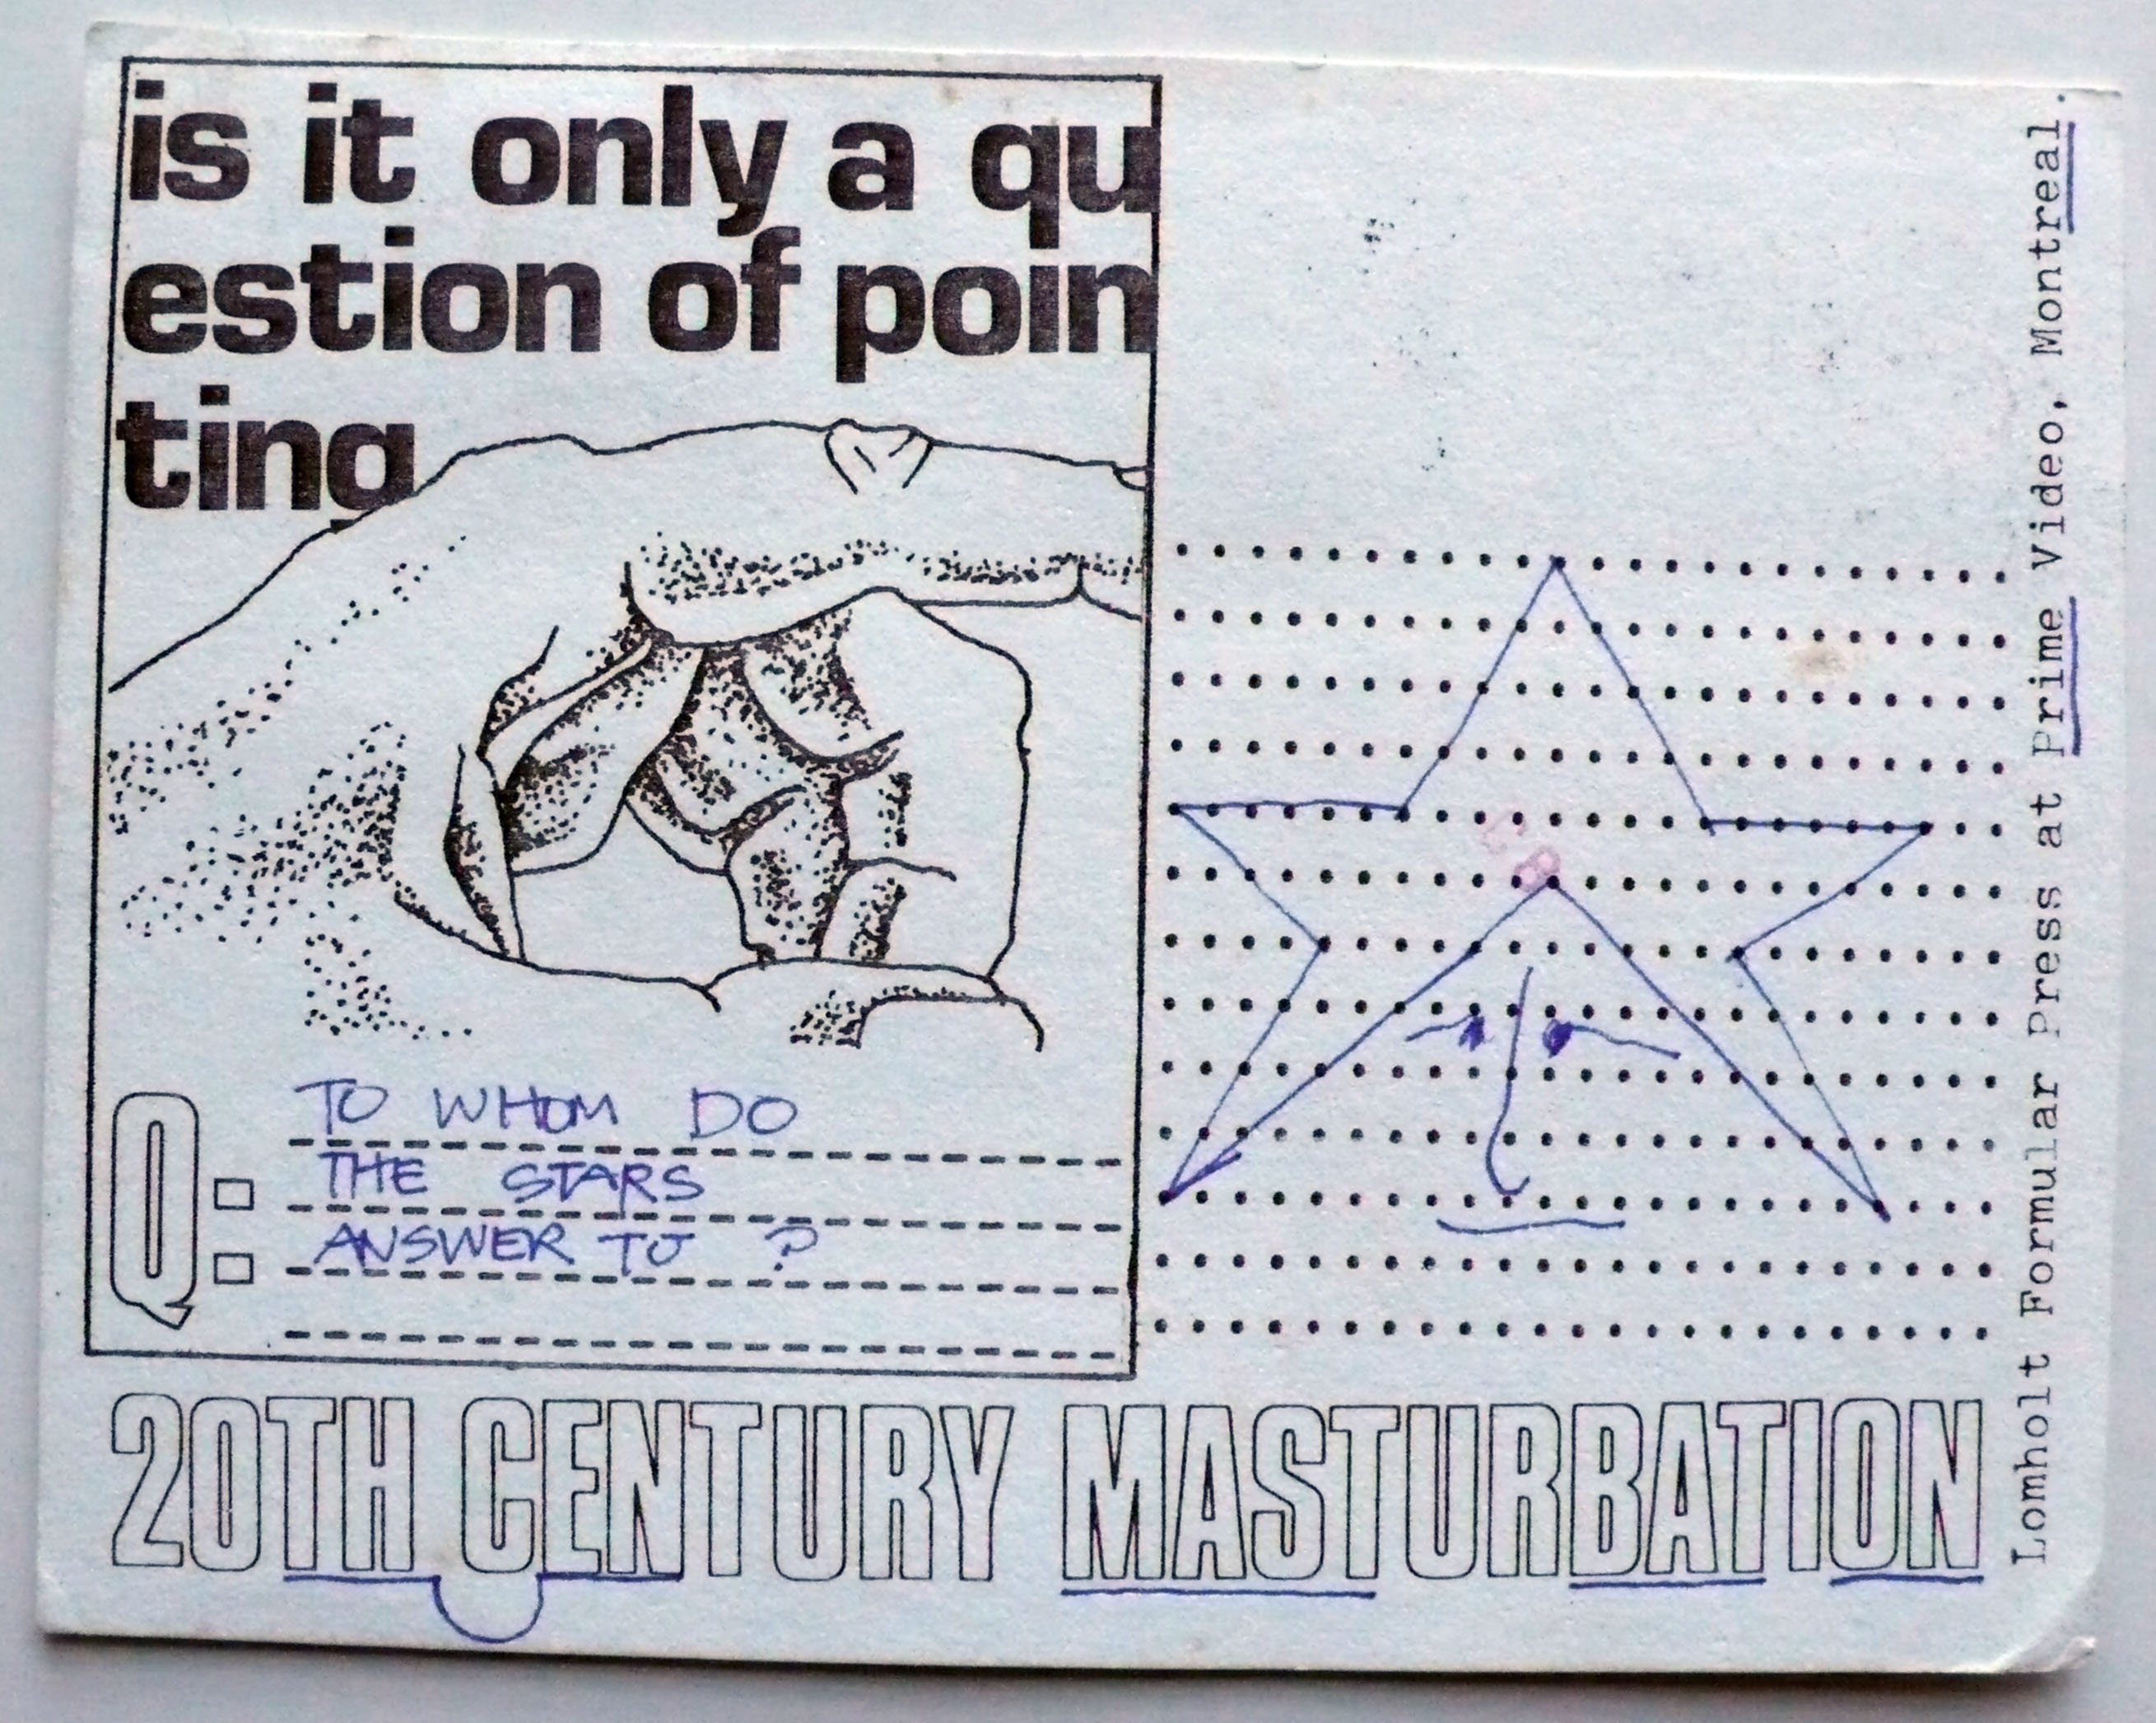 is it only a qu
estion of poin
ting
Q:
TO WHOM DO
THE STARS
ANSWER TO ?
20TH CENTURY MASTURBATION
Lomholt Formular Press at Prime Video, Montreal.